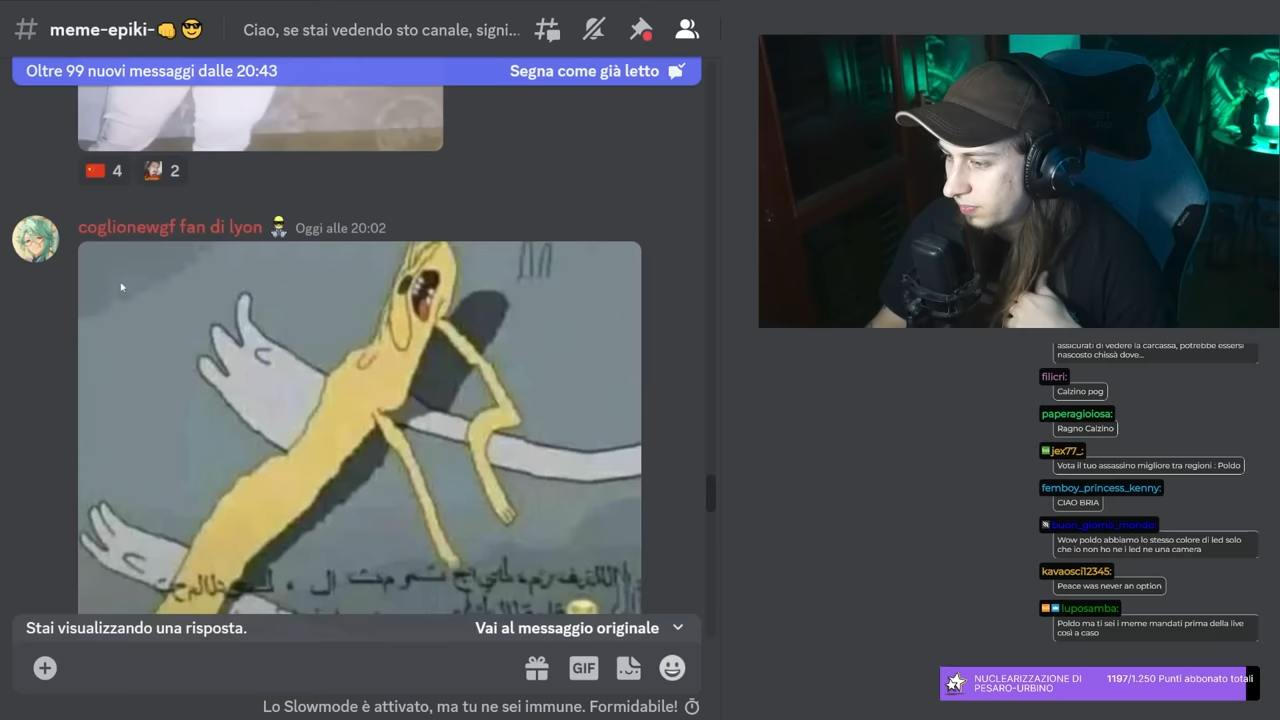 meme-epiki-👊😎
Ciao, se stai vedendo sto canale, signi...
Oltre 99 nuovi messaggi dalle 20:43
Segna come già letto
4
2
coglionewgf fan di lyon
Oggi alle 20:02
Stai visualizzando una risposta.
Vai al messaggio originale
GIF
Lo Slowmode è attivato, ma tu ne sei immune. Formidabile!
assicurati di vedere la carcassa, potrebbe essersi
nascosto chissà dove...
filicri:
Calzino pog
paperagiolosa:
Ragno Calzino
jex77_:
Vota il tuo assassino migliore tra regioni : Poldo
femboy_princess_kenny:
CIAO BRIA
buon_giorno_mondo:
Wow poldo abbiamo lo stesso colore di led solo
che io non ho ne i led ne una camera
kavaosci12345:
Peace was never an option
luposamba:
Poldo ma ti sei i meme mandati prima della live
così a caso
NUCLEARIZZAZIONE DI
PESARO-URBINO
1197/1.250 Punti abbonato totali